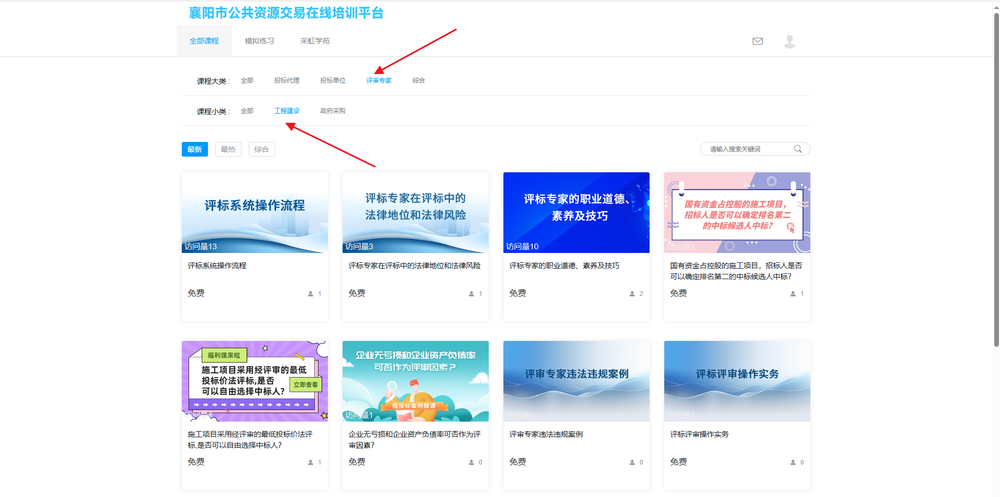 襄阳市公共资源交易在线培训平台
全部课程 模拟练习 采虹学苑
课程大类： 全部 招标代理 投标单位 评审专家 综合
课程小类： 全部 工程建设 政府采购
最新 最热 综合 请输入搜索关键词
评标系统操作流程
访问量13
评标系统操作流程
免费 1
评标专家在评标中的
法律地位和法律风险
访问量3
评标专家在评标中的法律地位和法律风险
免费 1
评标专家的职业道德、
素养及技巧
访问量10
评标专家的职业道德、素养及技巧
免费 2
国有资金占控股的施工项目，
招标人是否可以确定排名第二
的中标候选人中标？
访问量3
国有资金占控股的施工项目，招标人是否
可以确定排名第二的中标候选人中标？
免费 1
福利课来啦
施工项目采用经评审的最低
投标价法评标,是否
可以自由选择中标人？
立即查看
访问量4
施工项目采用经评审的最低投标价法评
标,是否可以自由选择中标人？
免费 1
企业无亏损和企业资产负债率
可否作为评审因素？
招投标案例微课
访问量1
企业无亏损和企业资产负债率可否作为评
审因素？
免费 0
评审专家违法违规案例
访问量0
评审专家违法违规案例
免费 0
评标评审操作实务
访问量1
评标评审操作实务
免费 0